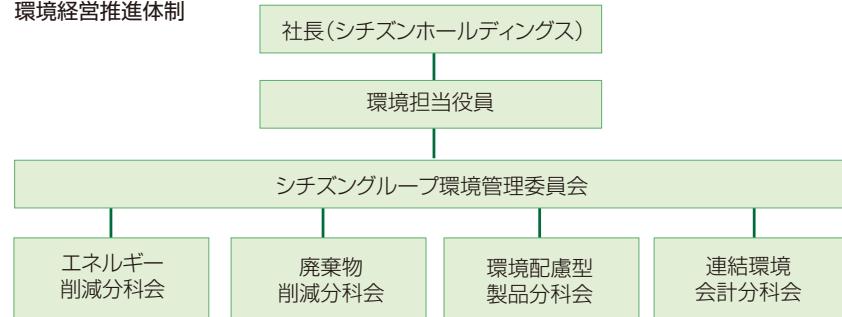 環境経営推進体制
社長(シチズンホールディングス)
環境担当役員
シチズングループ環境管理委員会
エネルギー
削減分科会
廃棄物
削減分科会
環境配慮型
製品分科会
連結環境
会計分科会